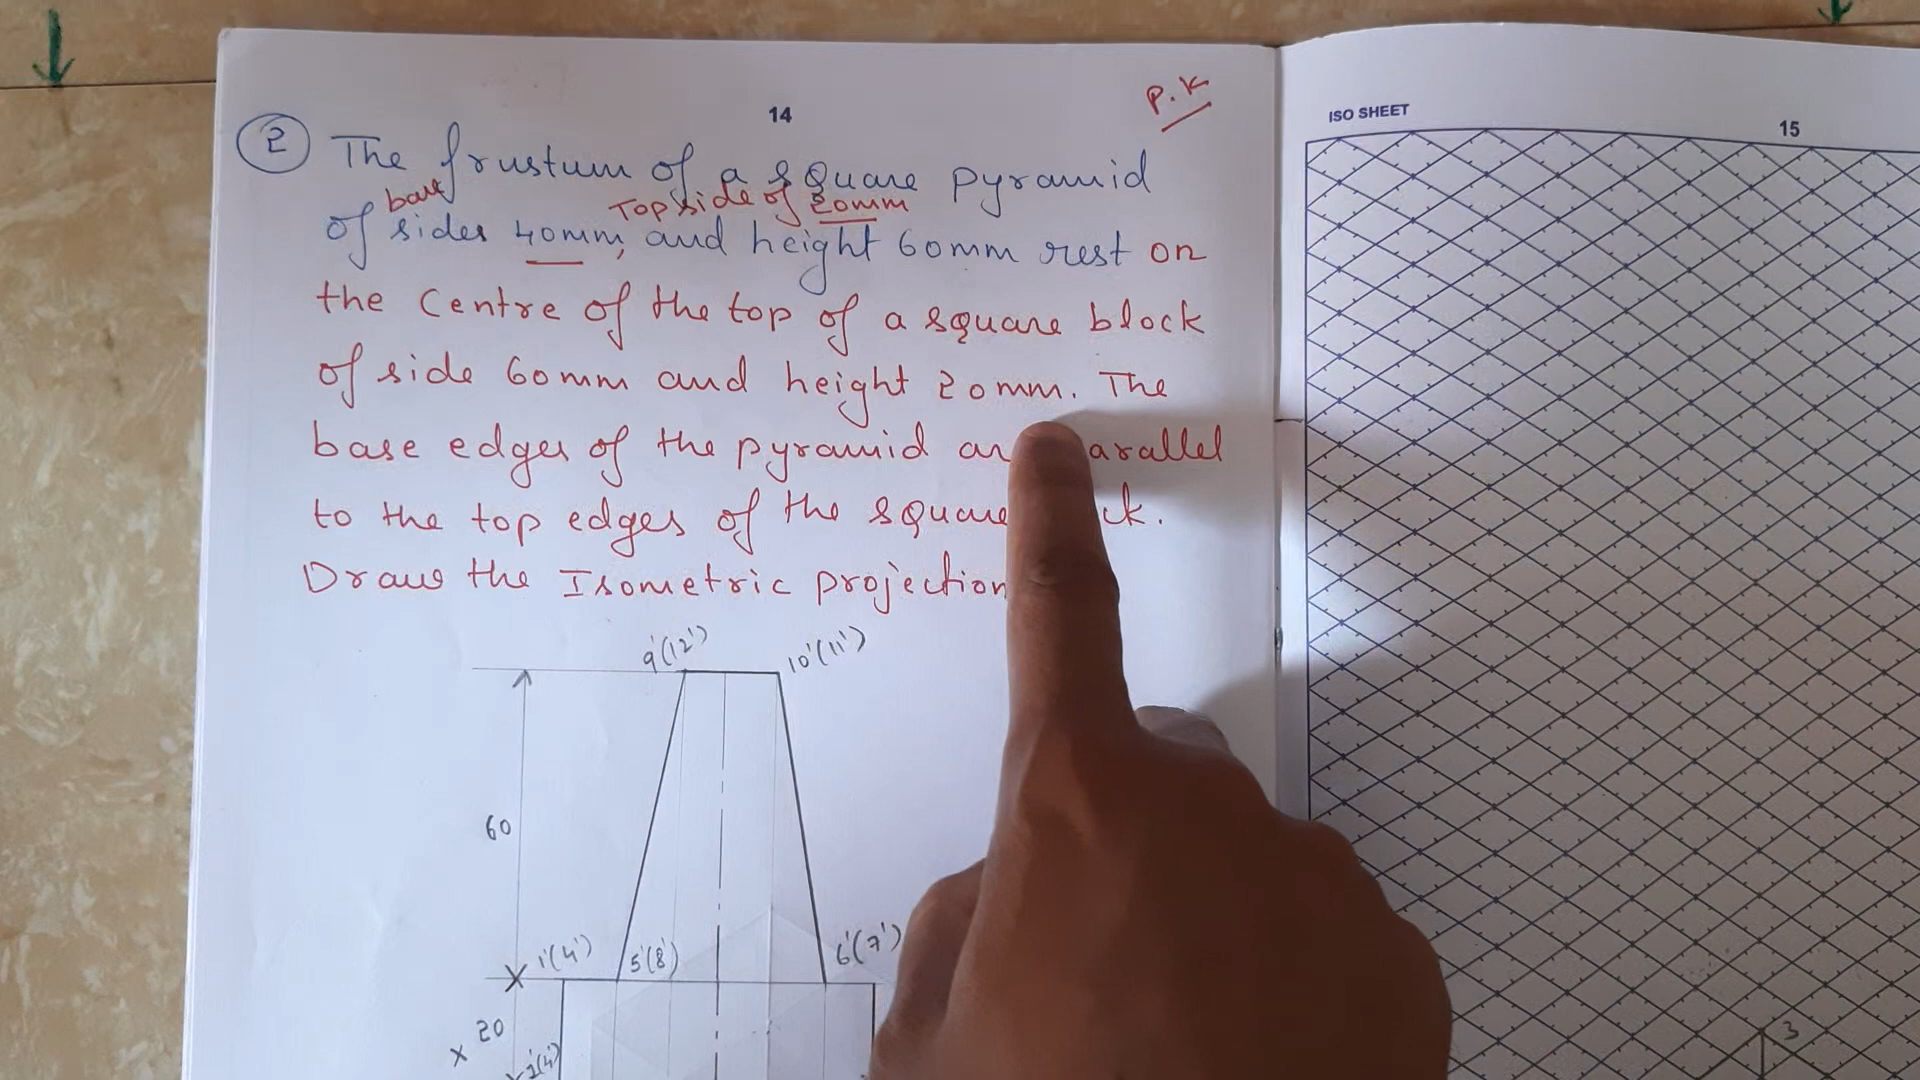 14
P.K
ISO SHEET
15
2 The frustum of a square pyramid
base Top side of 20mm
of sides 40mm, and height 60mm rest on
the Centre of the top of a square block
of side 60mm and height 20mm. The
base edges of the pyramid arallel
to the top edges of the square ck.
Draw the Isometric projection
9'(12') 10'(11')
60
1'(4') 5'(8') 6'(7')
x 20
3